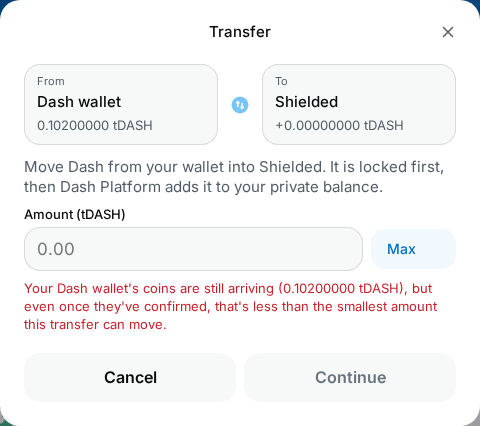 Transfer
From
Dash wallet
0.10200000 tDASH
To
Shielded
+0.00000000 tDASH
Move Dash from your wallet into Shielded. It is locked first,
then Dash Platform adds it to your private balance.
Amount (tDASH)
0.00
Max
Your Dash wallet's coins are still arriving (0.10200000 tDASH), but
even once they've confirmed, that's less than the smallest amount
this transfer can move.
Cancel
Continue